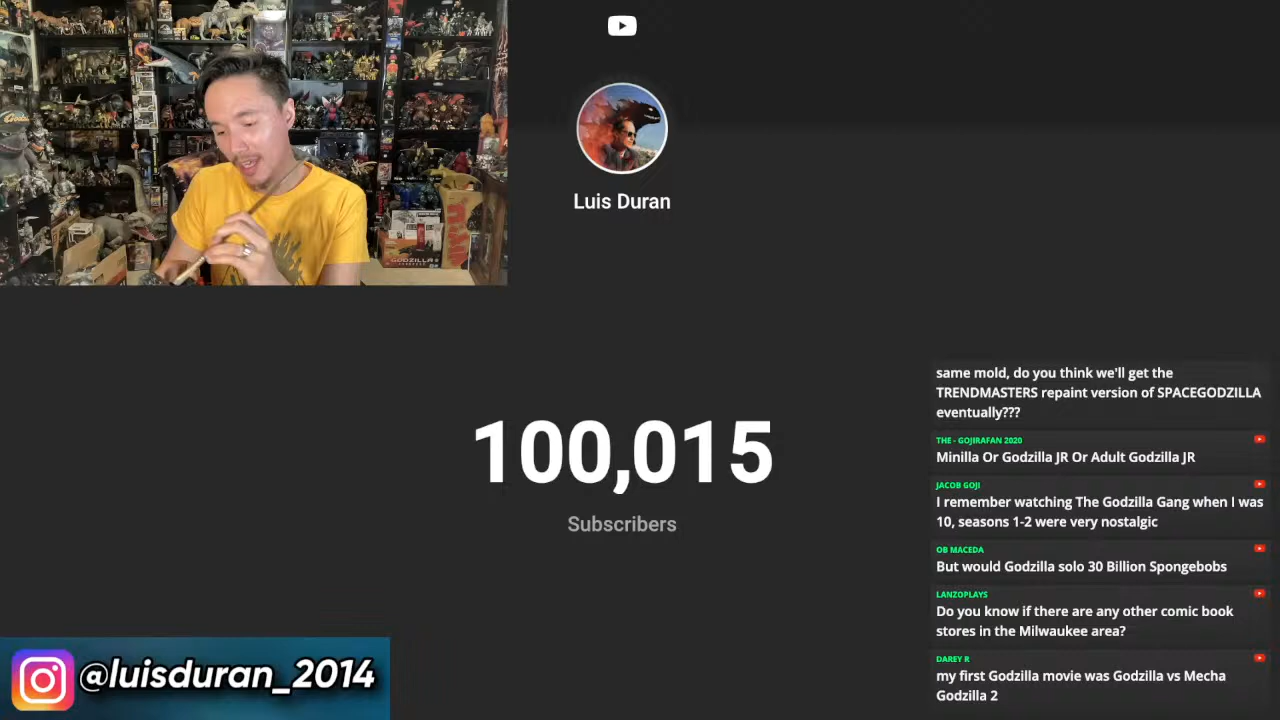 GODZILLA
Luis Duran
100,015
Subscribers
same mold, do you think we'll get the
TRENDMASTERS repaint version of SPACEGODZILLA
eventually???
THE - GOJIRAFAN 2020
Minilla Or Godzilla JR Or Adult Godzilla JR
JACOB GOJI
I remember watching The Godzilla Gang when I was
10, seasons 1-2 were very nostalgic
OB MACEDA
But would Godzilla solo 30 Billion Spongebobs
LANZOPLAYS
Do you know if there are any other comic book
stores in the Milwaukee area?
DAREY R
my first Godzilla movie was Godzilla vs Mecha
Godzilla 2
@luisduran_2014